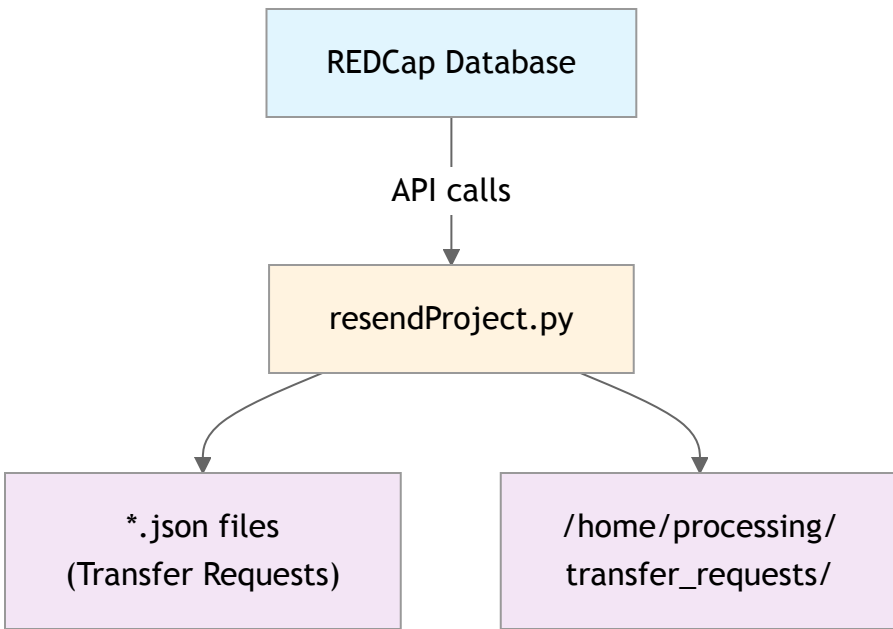 REDCap Database
API calls
resendProject.py
*.json files
(Transfer Requests)
/home/processing/
transfer_requests/